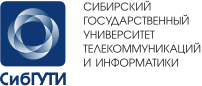 СибГУТИ
СИБИРСКИЙ
ГОСУДАРСТВЕННЫЙ
УНИВЕРСИТЕТ
ТЕЛЕКОММУНИКАЦИЙ
И ИНФОРМАТИКИ